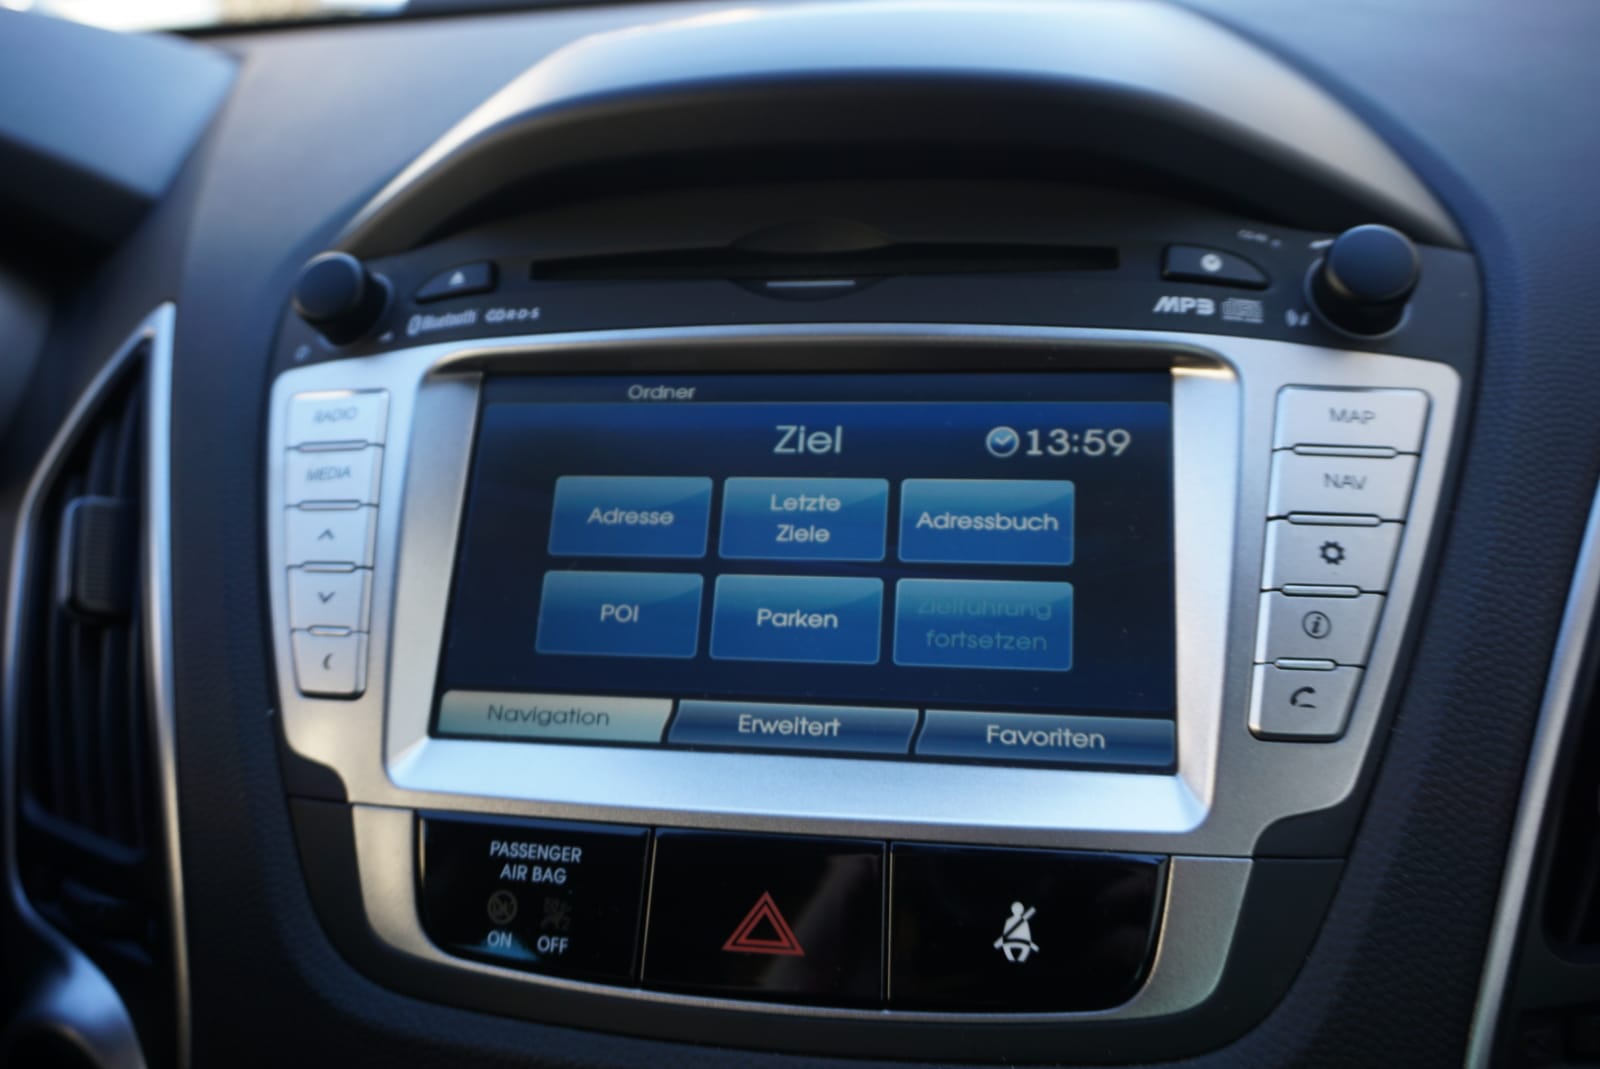 Bluetooth CD R·D·S
MP3
RADIO
MEDIA
Ordner
Ziel 13:59
Adresse
Letzte
Ziele
Adressbuch
POI
Parken
Zielführung
fortsetzen
Navigation
Erweitert
Favoriten
MAP
NAV
PASSENGER
AIR BAG
ON OFF